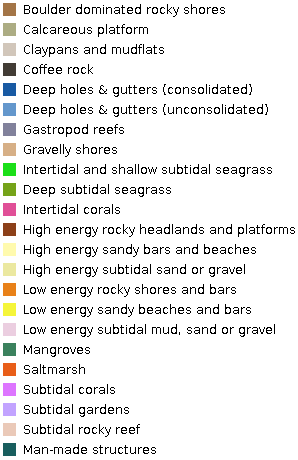 Boulder dominated rocky shores
Calcareous platform
Claypans and mudflats
Coffee rock
Deep holes & gutters (consolidated)
Deep holes & gutters (unconsolidated)
Gastropod reefs
Gravelly shores
Intertidal and shallow subtidal seagrass
Deep subtidal seagrass
Intertidal corals
High energy rocky headlands and platforms
High energy sandy bars and beaches
High energy subtidal sand or gravel
Low energy rocky shores and bars
Low energy sandy beaches and bars
Low energy subtidal mud, sand or gravel
Mangroves
Saltmarsh
Subtidal corals
Subtidal gardens
Subtidal rocky reef
Man-made structures